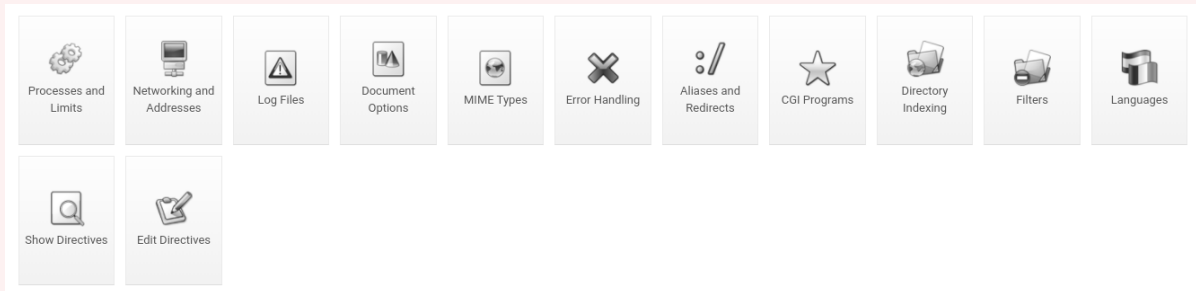 Processes and
Limits
Networking and
Addresses
Log Files
Document
Options
MIME Types
Error Handling
Aliases and
Redirects
CGI Programs
Directory
Indexing
Filters
Languages
Show Directives
Edit Directives